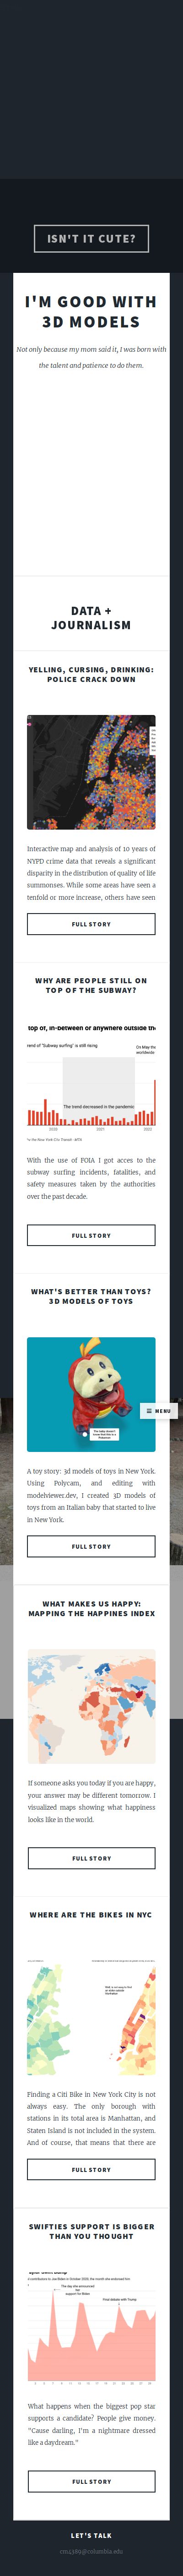 ISN'T IT CUTE?
I'M GOOD WITH
3D MODELS
Not only because my mom said it, I was born with
the talent and patience to do them.
DATA +
JOURNALISM
YELLING, CURSING, DRINKING:
POLICE CRACK DOWN
Interactive map and analysis of 10 years of
NYPD crime data that reveals a significant
disparity in the distribution of quality of life
summonses. While some areas have seen a
tenfold or more increase, others have seen
FULL STORY
WHY ARE PEOPLE STILL ON
TOP OF THE SUBWAY?
top of, in-between or anywhere outside
rend of "Subway surfing" is still rising
On May
worldwide
The trend decreased in the pandemic
2020 2021 2022
FULL STORY
With the use of FOIA I got acces to the
subway surfing incidents, fatalities, and
safety measures taken by the authorities
over the past decade.
FULL STORY
WHAT'S BETTER THAN TOYS?
3D MODELS OF TOYS
MENU
A toy story: 3d models of toys in New York.
Using Polycam, and editing with
modelviewer.dev, I created 3D models of
toys from an Italian baby that started to live
in New York.
FULL STORY
WHAT MAKES US HAPPY:
MAPPING THE HAPPINES INDEX
If someone asks you today if you are happy,
your answer may be different tomorrow. I
visualized maps showing what happiness
looks like in the world.
FULL STORY
WHERE ARE THE BIKES IN NYC
Finding a Citi Bike in New York City is not
always easy. The only borough with
stations in its total area is Manhattan, and
Staten Island is not included in the system.
And of course, that means that there are
FULL STORY
SWIFTIES SUPPORT IS BIGGER
THAN YOU THOUGHT
The day she announced
support for Biden
Final debate with Trump
What happens when the biggest pop star
supports a candidate? People give money.
"Cause darling, I'm a nightmare dressed
like a daydream."
FULL STORY
LET'S TALK